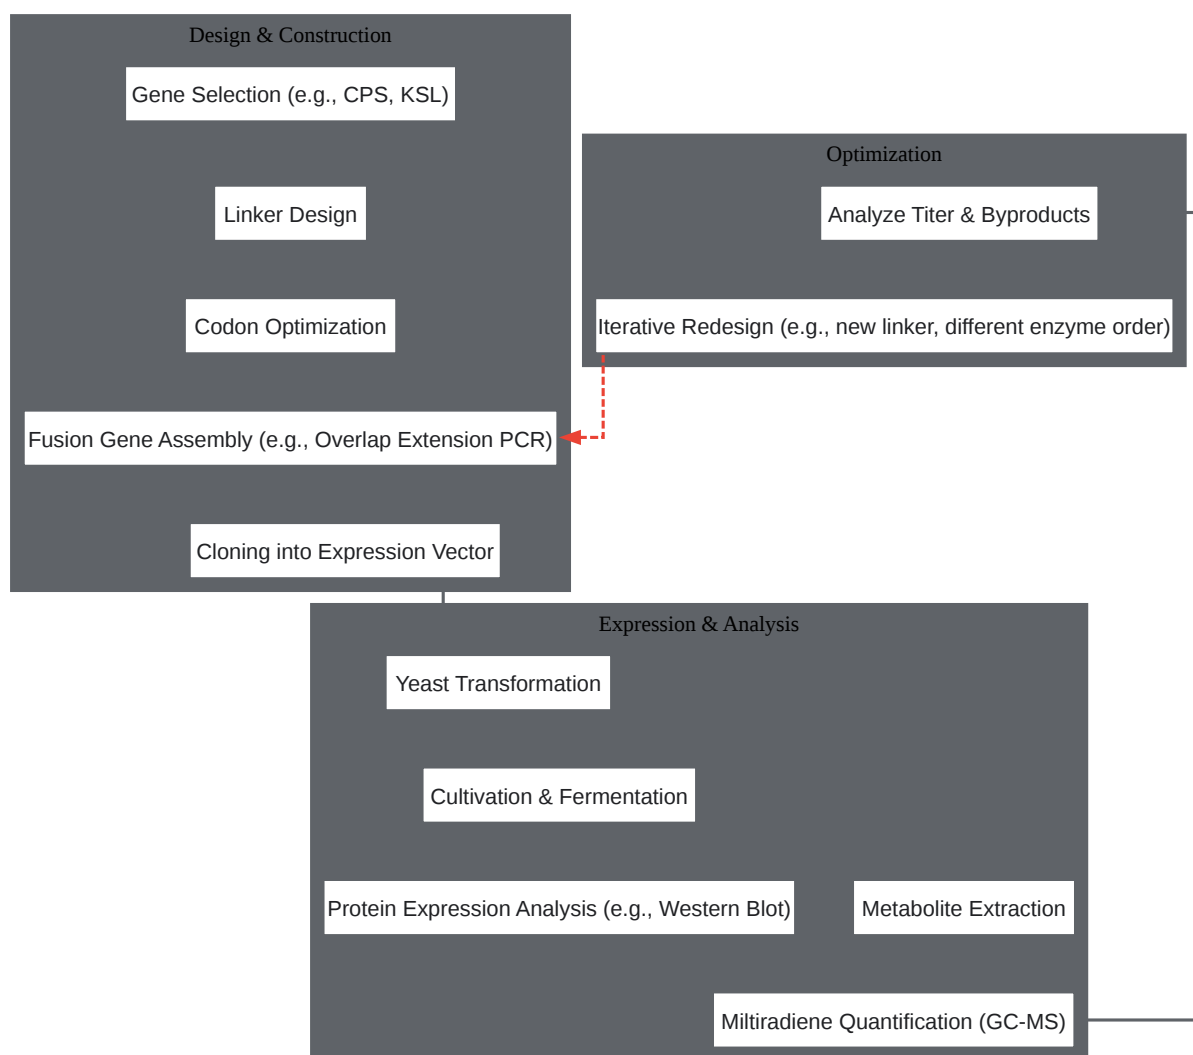 Design & Construction
Gene Selection (e.g., CPS, KSL)
Linker Design
Codon Optimization
Fusion Gene Assembly (e.g., Overlap Extension PCR)
Cloning into Expression Vector
Optimization
Analyze Titer & Byproducts
Iterative Redesign (e.g., new linker, different enzyme order)
Expression & Analysis
Yeast Transformation
Cultivation & Fermentation
Protein Expression Analysis (e.g., Western Blot)
Metabolite Extraction
Miltiradiene Quantification (GC-MS)